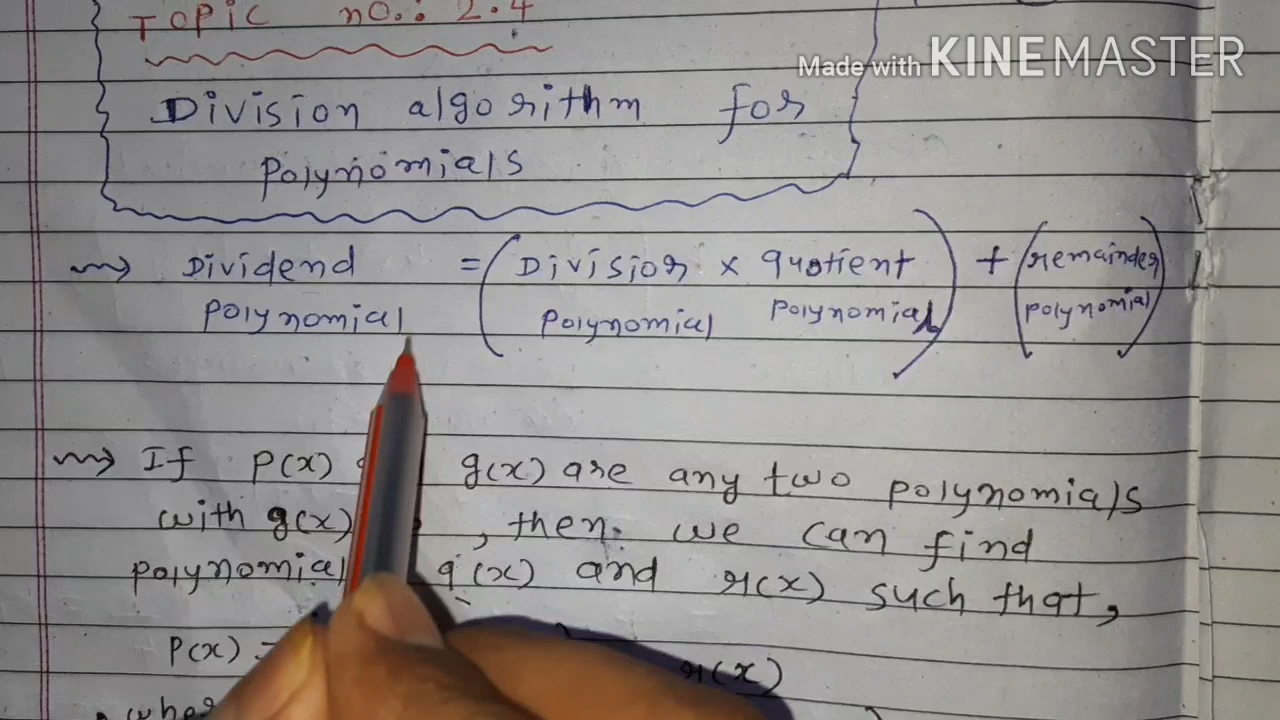 Topic no.: 2.4
Made with KINEMASTER
Division algorithm for
polynomials
Dividend = (Divisior × quotient) + (remainder
polynomial polynomial polynomial polynomial)
If P(x) g(x) are any two polynomials
with g(x) , then. we can find
polynomial q(x) and r(x) such that,
P(x) = r(x)